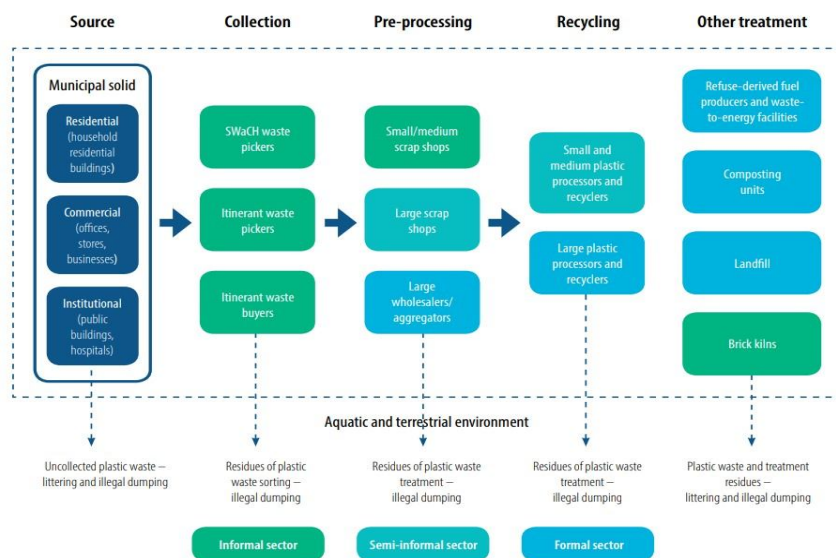 Source
Collection
Pre-processing
Recycling
Other treatment
Municipal solid
Residential
(household
residential
buildings)
Commercial
(offices,
stores,
businesses)
Institutional
(public
buildings,
hospitals)
SWaCH waste
pickers
Itinerant waste
pickers
Itinerant waste
buyers
Small/medium
scrap shops
Large scrap
shops
Large
wholesalers/
aggregators
Small and
medium plastic
processors and
recyclers
Large plastic
processors and
recyclers
Refuse-derived fuel
producers and waste-
to-energy facilities
Composting
units
Landfill
Brick kilns
Aquatic and terrestrial environment
Uncollected plastic waste –
littering and illegal dumping
Residues of plastic
waste sorting –
illegal dumping
Residues of plastic waste
treatment –
illegal dumping
Residues of plastic waste
treatment –
illegal dumping
Plastic waste and treatment
residues –
littering and illegal dumping
Informal sector
Semi-informal sector
Formal sector